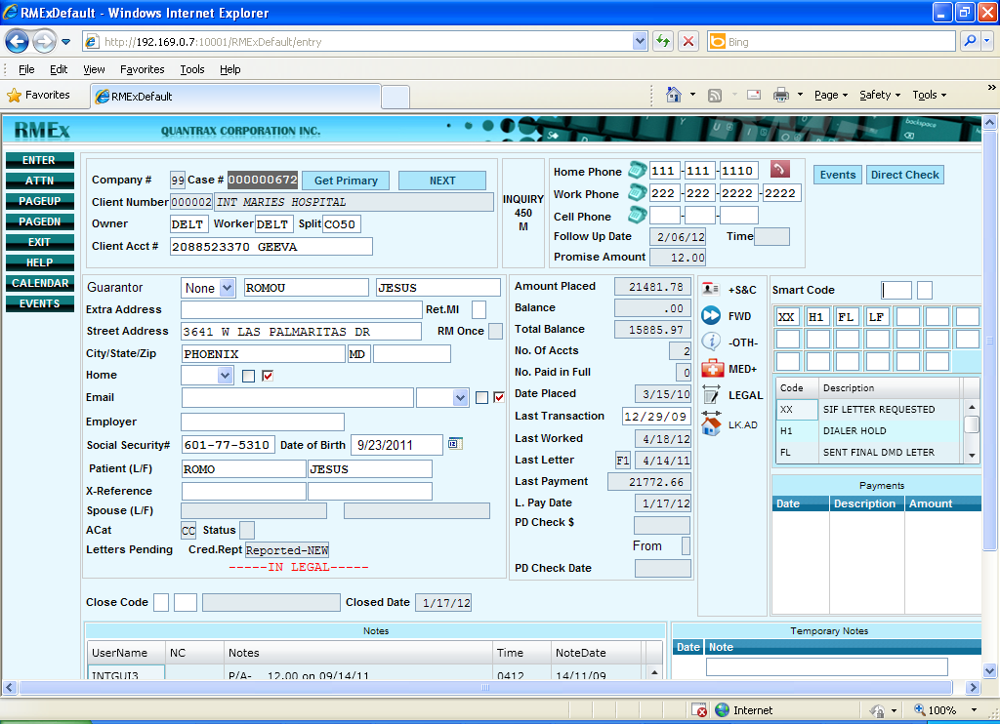 RMExDefault - Windows Internet Explorer
http://192.169.0.7:10001/RMExDefault/entry
Bing
File Edit View Favorites Tools Help
Favorites RMExDefault Page Safety Tools »
RMEx QUANTRAX CORPORATION INC.
backspace
ENTER
ATTN
PAGEUP
PAGEDN
EXIT
HELP
CALENDAR
EVENTS
Company # 99 Case # 000000672 Get Primary NEXT
Client Number 000002 INT MARIES HOSPITAL
Owner DELT Worker DELT Split CO50
Client Acct # 2088523370 GEEVA
INQUIRY
450
M
Home Phone 111 - 111 - 1110
Work Phone 222 - 222 - 2222 - 2222
Cell Phone - -
Follow Up Date 2/06/12 Time
Promise Amount 12.00
Events Direct Check
Guarantor None ROMOU JESUS
Extra Address Ret.MI
Street Address 3641 W LAS PALMARITAS DR RM Once
City/State/Zip PHOENIX MD
Home
Email
Employer
Social Security# 601-77-5310 Date of Birth 9/23/2011
Patient (L/F) ROMO JESUS
X-Reference
Spouse (L/F)
ACat CC Status
Letters Pending Cred.Rept Reported-NEW
-----IN LEGAL-----
Amount Placed 21481.78
Balance .00
Total Balance 15885.97
No. Of Accts 2
No. Paid in Full 0
Date Placed 3/15/10
Last Transaction 12/29/09
Last Worked 4/18/12
Last Letter F1 4/14/11
Last Payment 21772.66
L. Pay Date 1/17/12
PD Check $
From
PD Check Date
+S&C
FWD
-OTH-
MED+
LEGAL
LK.AD
Smart Code
XX H1 FL LF
Code Description
XX SIF LETTER REQUESTED
H1 DIALER HOLD
FL SENT FINAL DMD LETER
Payments
Date Description Amount
Close Code Closed Date 1/17/12
Notes
UserName NC Notes Time NoteDate
INTGUI3 P/A- 12.00 on 09/14/11 0412 14/11/09
Temporary Notes
Date Note
Internet 100%